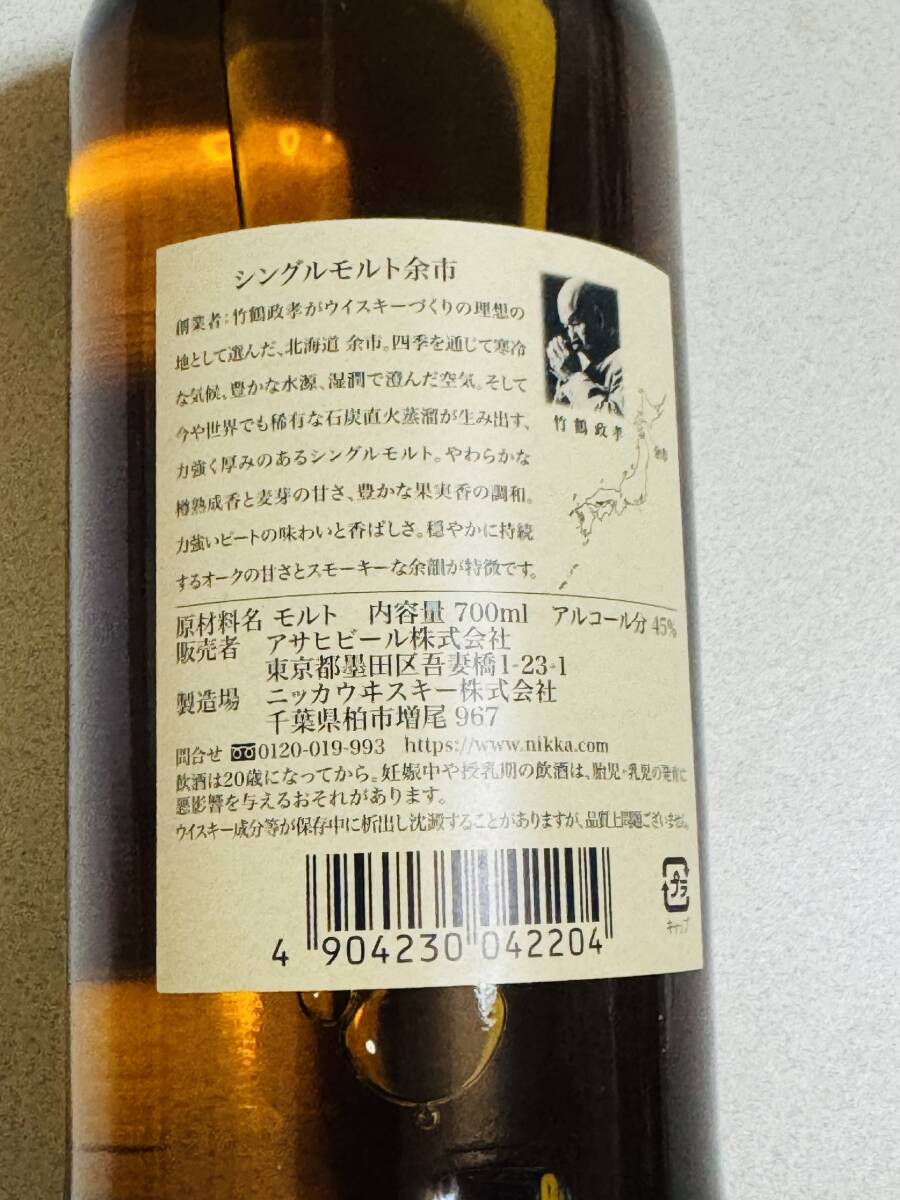 シングルモルト余市
創業者:竹鶴政孝がウイスキーづくりの理想の
地として選んだ、北海道 余市。四季を通じて寒冷
な気候、豊かな水源、湿潤で澄んだ空気。そして
今や世界でも稀有な石炭直火蒸溜が生み出す、
力強く厚みのあるシングルモルト。やわらかな
樽熟成香と麦芽の甘さ、豊かな果実香の調和。
力強いピートの味わいと香ばしさ。穏やかに持続
するオークの甘さとスモーキーな余韻が特徴です。
竹鶴政孝
余市
原材料名 モルト 内容量 700ml アルコール分 45%
販売者 アサヒビール株式会社
東京都墨田区吾妻橋1-23-1
製造場 ニッカウヰスキー株式会社
千葉県柏市増尾 967
問合せ 0120-019-993 https://www.nikka.com
飲酒は20歳になってから。妊娠中や授乳期の飲酒は、胎児・乳児の発育に
悪影響を与えるおそれがあります。
ウイスキー成分等が保存中に析出し沈澱することがありますが、品質上問題ございません。
プラ
キャップ
4 904230 042204